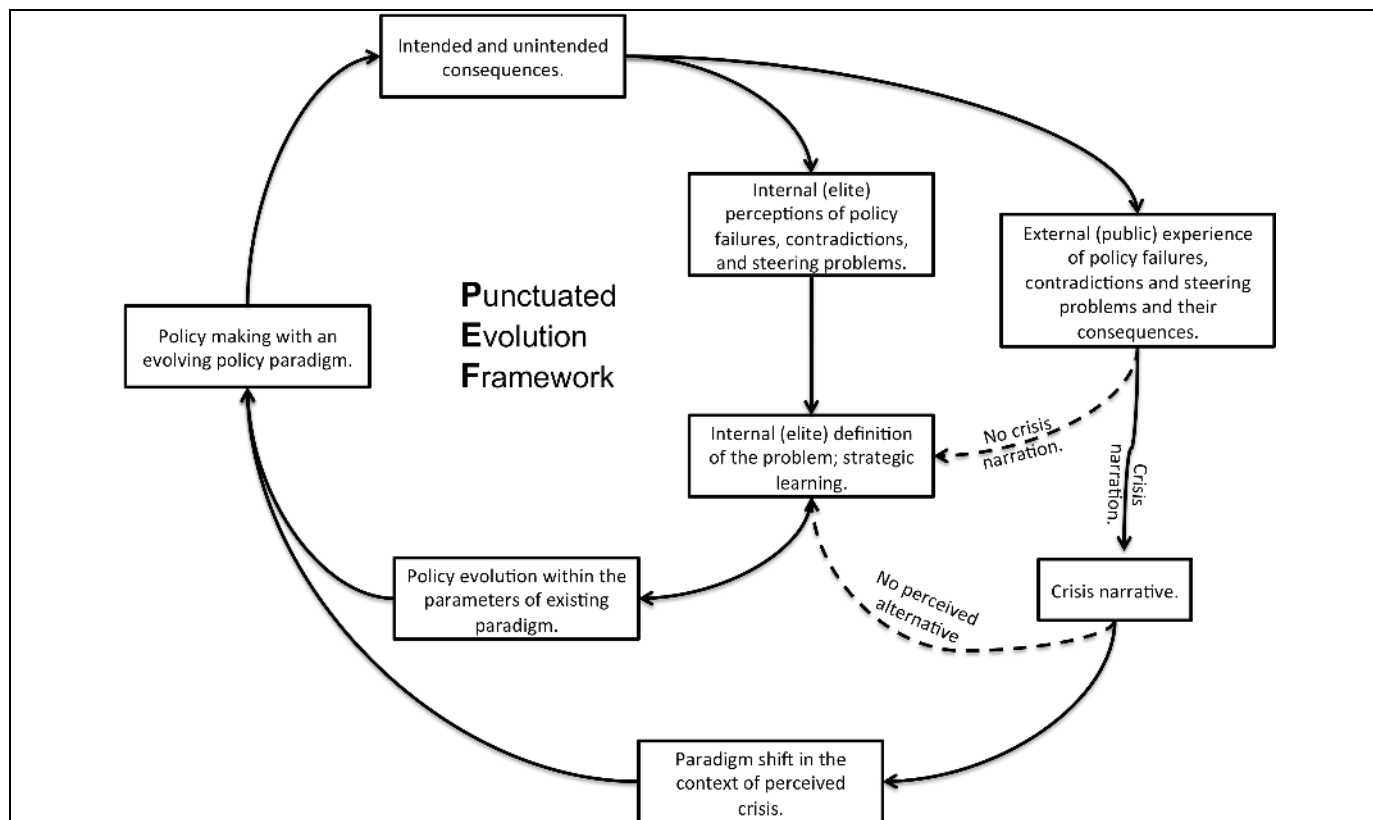 Intended and unintended
consequences.
Internal (elite)
perceptions of policy
failures, contradictions,
and steering problems.
External (public) experience
of policy failures,
contradictions and steering
problems and their
consequences.
Punctuated
Evolution
Framework
Policy making with an
evolving policy paradigm.
Internal (elite) definition
of the problem; strategic
learning.
No crisis
narration.
Crisis
narration.
Policy evolution within the
parameters of existing
paradigm.
No perceived
alternative
Crisis narrative.
Paradigm shift in the
context of perceived
crisis.